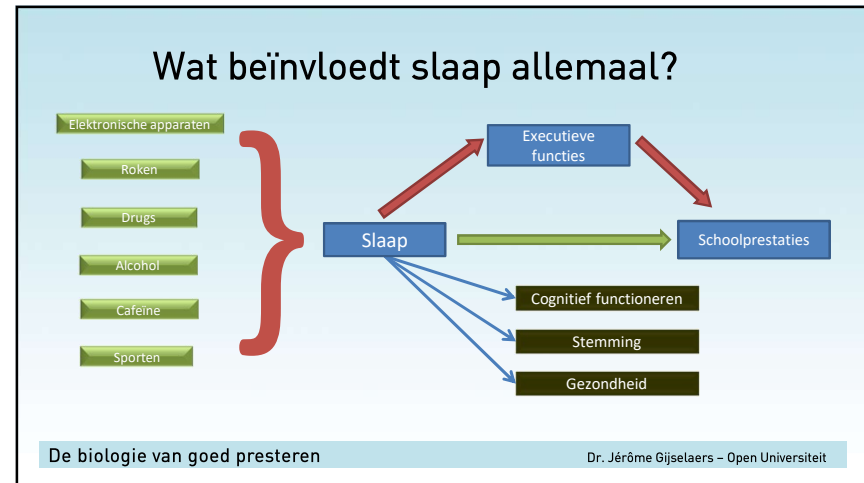 Wat beïnvloedt slaap allemaal?
Elektronische apparaten
Roken
Drugs
Alcohol
Cafeïne
Sporten
Slaap
Executieve
functies
Schoolprestaties
Cognitief functioneren
Stemming
Gezondheid
De biologie van goed presteren
Dr. Jérôme Gijselaers – Open Universiteit